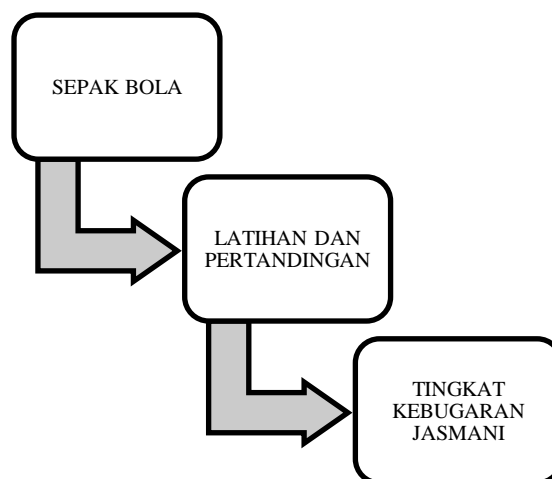 SEPAK BOLA
LATIHAN DAN
PERTANDINGAN
TINGKAT
KEBUGARAN
JASMANI